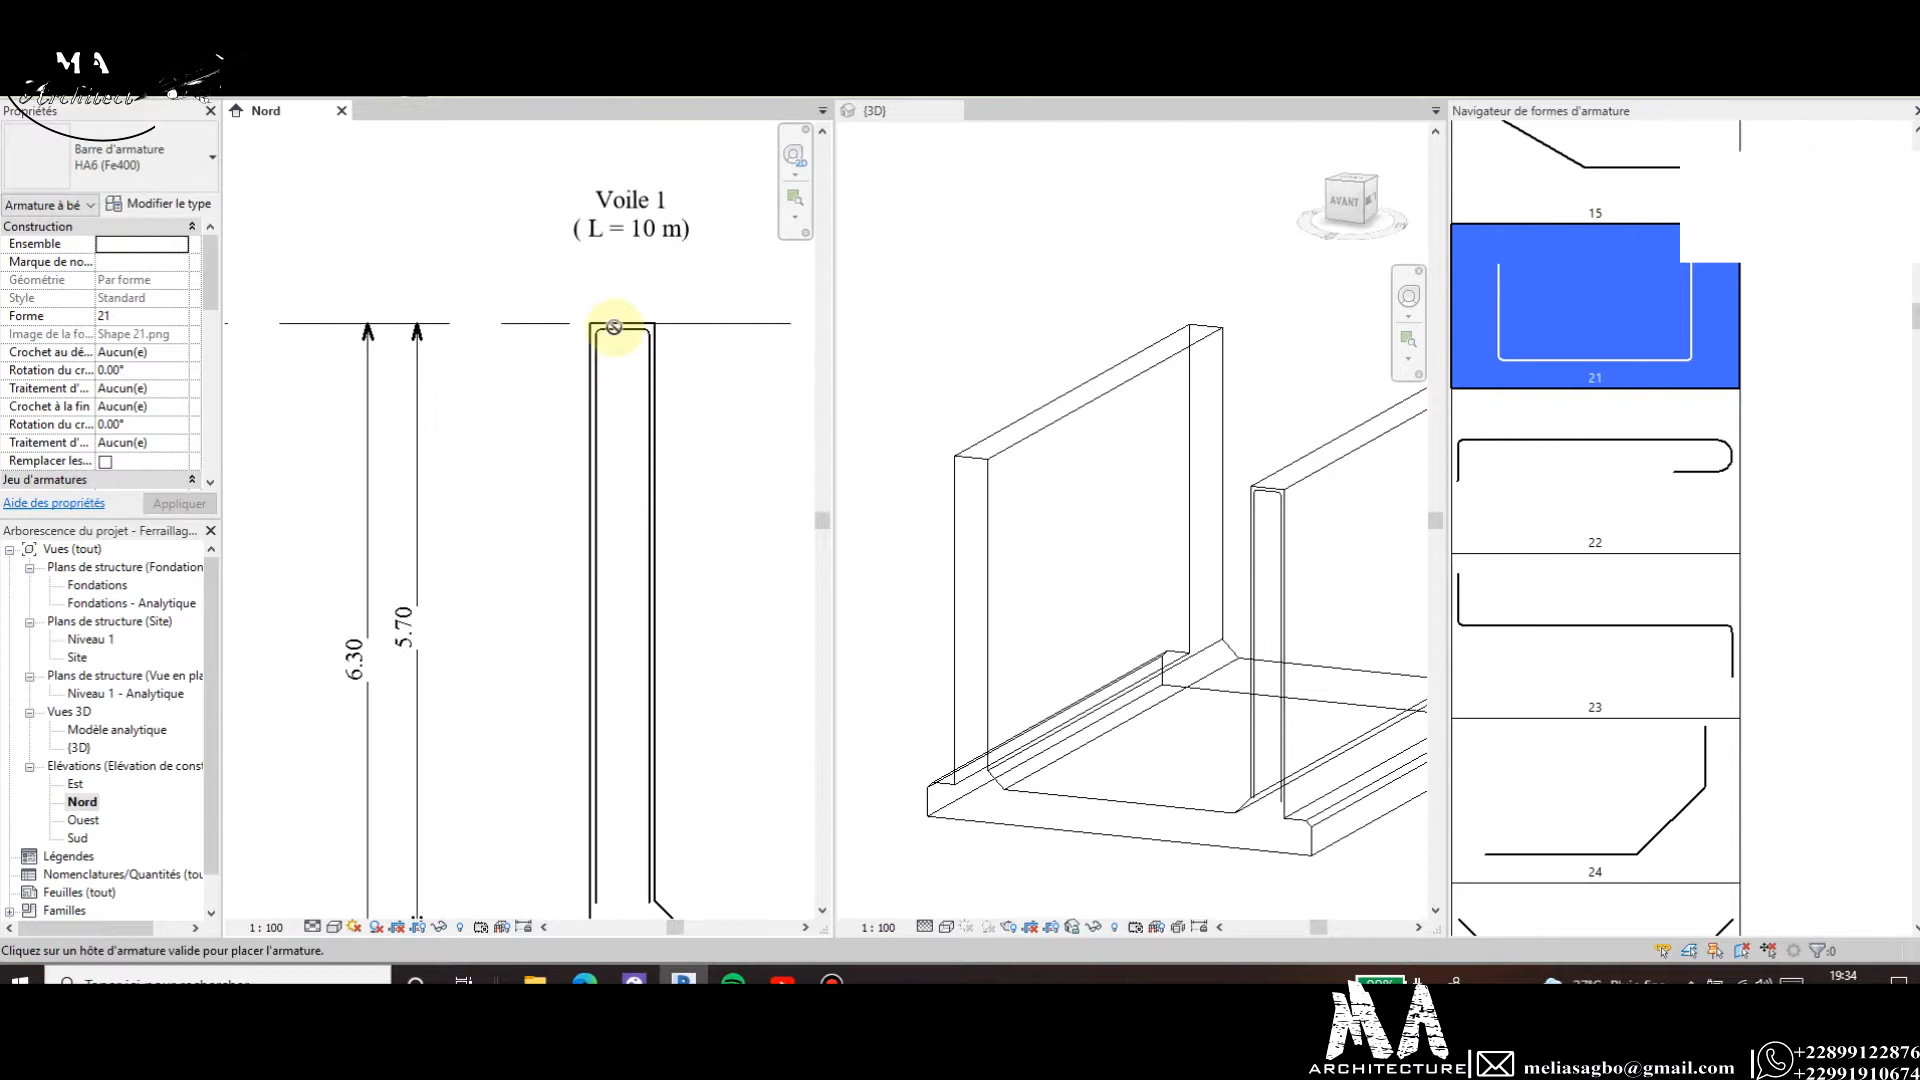 MA
Architect
Propriétés
Barre d'armature
HA6 (Fe400)
Armature à bé
Modifier le type
Construction
Ensemble
Marque de no...
Géométrie Par forme
Style Standard
Forme 21
Image de la fo... Shape 21.png
Crochet au dé... Aucun(e)
Rotation du cr... 0.00°
Traitement d'... Aucun(e)
Crochet à la fin Aucun(e)
Rotation du cr... 0.00°
Traitement d'... Aucun(e)
Remplacer les...
Jeu d'armatures
Aide des propriétés Appliquer
Arborescence du projet - Ferraillag...
Vues (tout)
Plans de structure (Fondation
Fondations
Fondations - Analytique
Plans de structure (Site)
Niveau 1
Site
Plans de structure (Vue en pla
Niveau 1 - Analytique
Vues 3D
Modèle analytique
{3D}
Elévations (Elévation de const
Est
Nord
Ouest
Sud
Légendes
Nomenclatures/Quantités (tou
Feuilles (tout)
Familles
Nord
2D
Voile 1
( L = 10 m)
6.30
5.70
1 : 100
{3D}
AVANT
1 : 100
Navigateur de formes d'armature
15
21
22
23
24
Cliquez sur un hôte d'armature valide pour placer l'armature.
:0
19:34
MA
ARCHITECTURE
meliasagbo@gmail.com
+22899122876
+22991910674